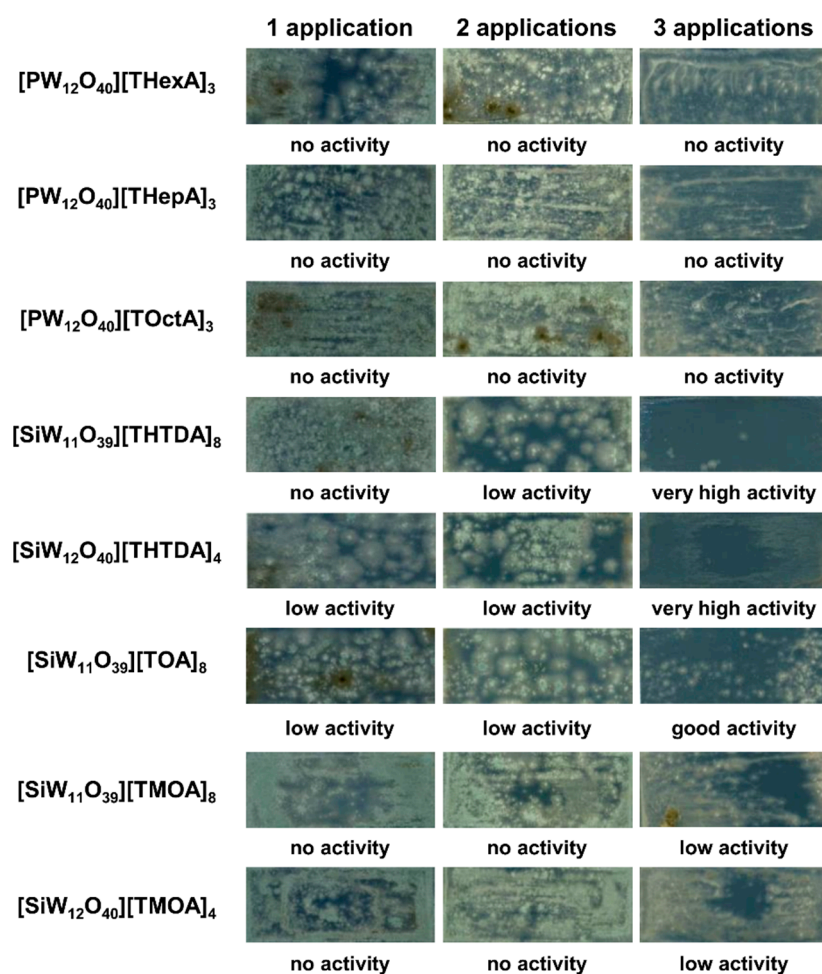 1 application 2 applications 3 applications
[PW₁₂O₄₀][THexA]₃
no activity no activity no activity
[PW₁₂O₄₀][THepA]₃
no activity no activity no activity
[PW₁₂O₄₀][TOctA]₃
no activity no activity no activity
[SiW₁₁O₃₉][THTDA]₈
no activity low activity very high activity
[SiW₁₂O₄₀][THTDA]₄
low activity low activity very high activity
[SiW₁₁O₃₉][TOA]₈
low activity low activity good activity
[SiW₁₁O₃₉][TMOA]₈
no activity no activity low activity
[SiW₁₂O₄₀][TMOA]₄
no activity no activity low activity